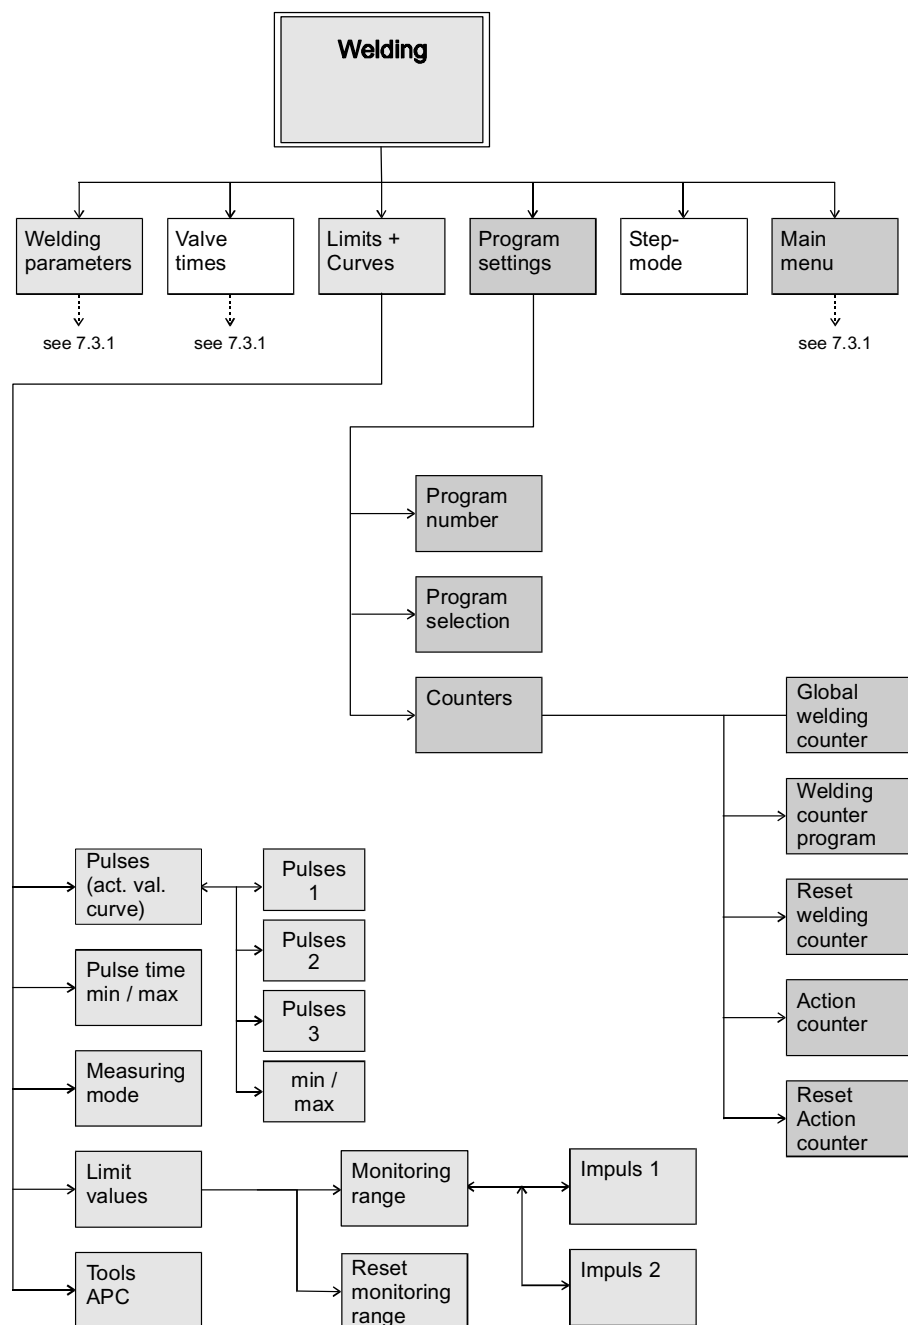 Welding
Welding
parameters
Valve
times
Limits +
Curves
Program
settings
Step-
mode
Main
menu
see 7.3.1
see 7.3.1
see 7.3.1
Program
number
Program
selection
Counters
Global
welding
counter
Welding
counter
program
Reset
welding
counter
Action
counter
Reset
Action
counter
Pulses
(act. val.
curve)
Pulses
1
Pulses
2
Pulses
3
min /
max
Pulse time
min / max
Measuring
mode
Limit
values
Monitoring
range
Impuls 1
Impuls 2
Reset
monitoring
range
Tools
APC